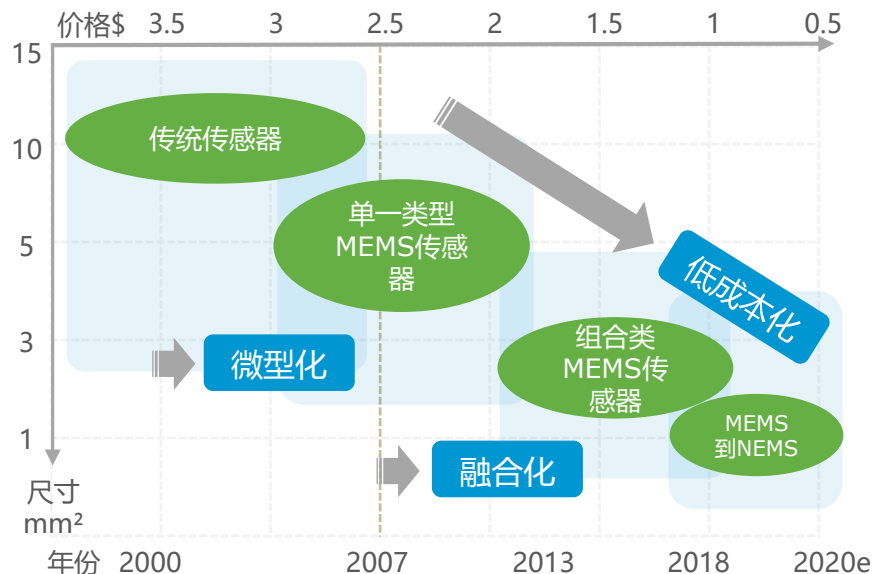 价格$ 3.5 3 2.5 2 1.5 1 0.5
15
传统传感器
10
单一类型
MEMS传感
器
5
低成本化
3
微型化
组合类
MEMS传
感器
1
MEMS
到NEMS
融合化
尺寸
mm²
年份 2000 2007 2013 2018 2020e